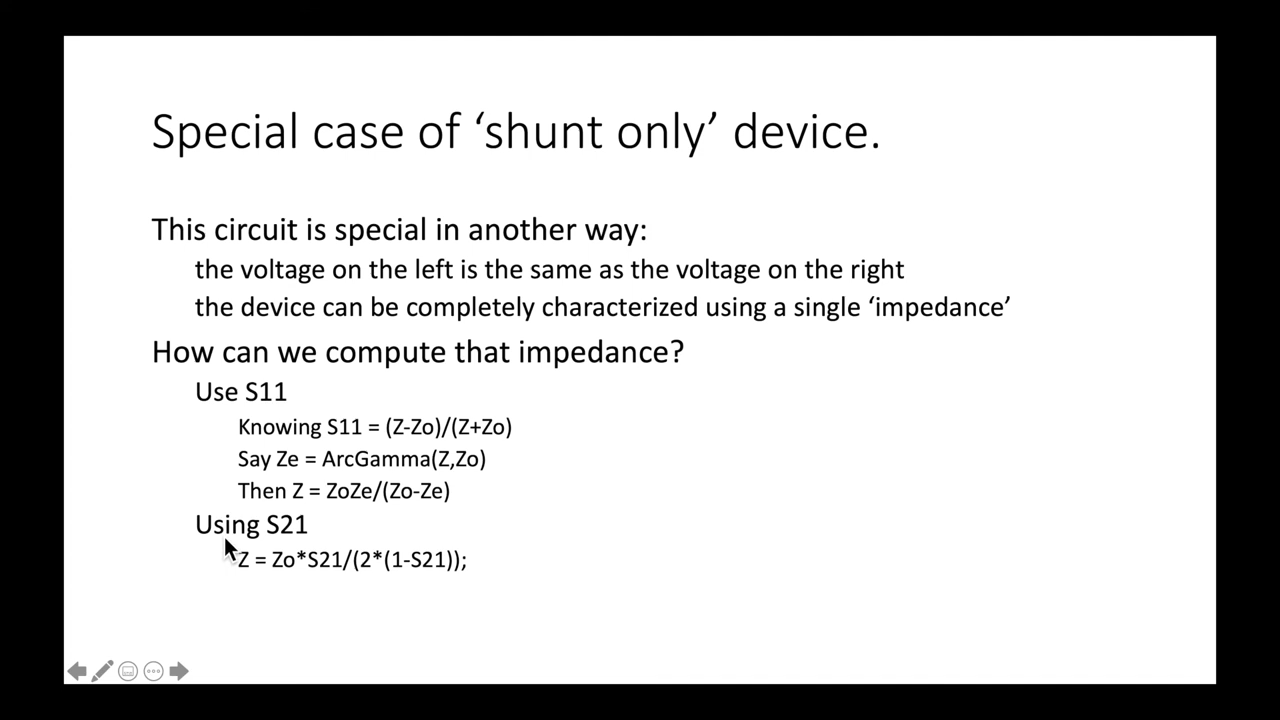 Special case of ‘shunt only’ device.
This circuit is special in another way:
the voltage on the left is the same as the voltage on the right
the device can be completely characterized using a single ‘impedance’
How can we compute that impedance?
Use S11
Knowing S11 = (Z-Zo)/(Z+Zo)
Say Ze = ArcGamma(Z,Zo)
Then Z = ZoZe/(Zo-Ze)
Using S21
Z = Zo*S21/(2*(1-S21));